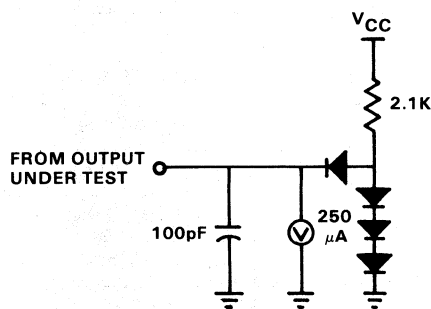 VCC
2.1K
FROM OUTPUT
UNDER TEST
100pF
V
250
μA